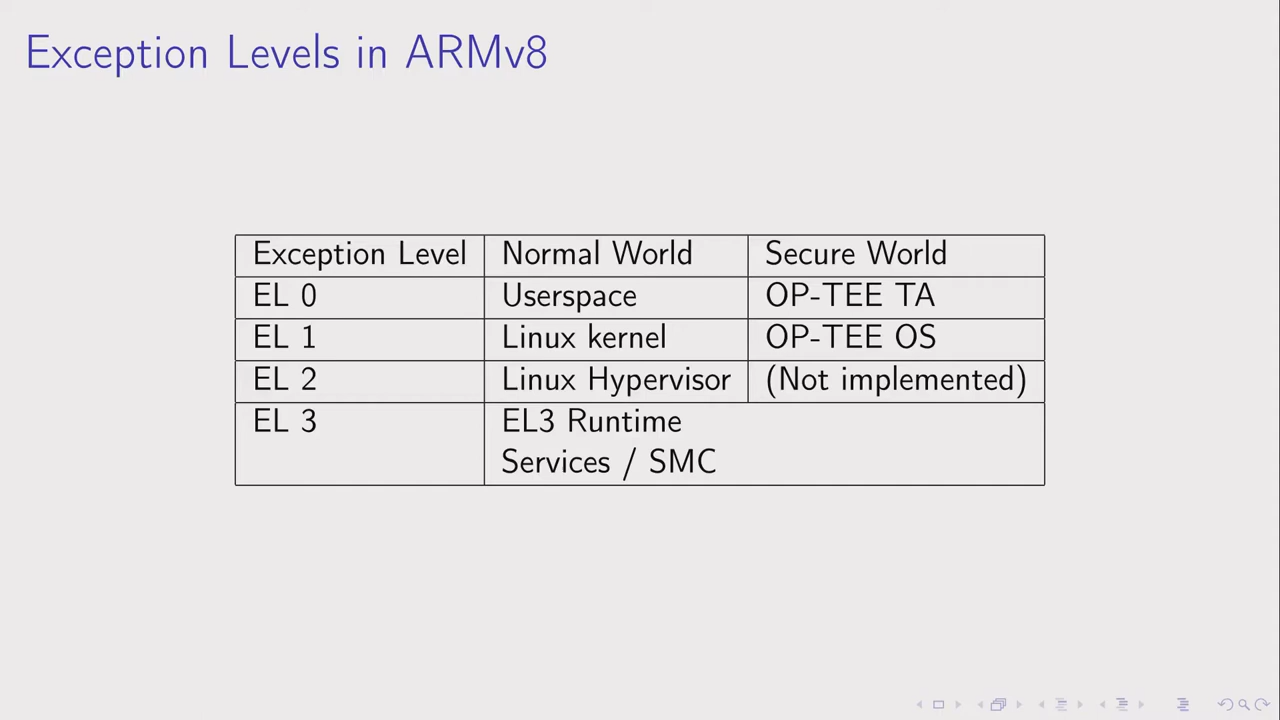 Exception Levels in ARMv8
Exception Level Normal World Secure World
EL 0 Userspace OP-TEE TA
EL 1 Linux kernel OP-TEE OS
EL 2 Linux Hypervisor (Not implemented)
EL 3 EL3 Runtime
Services / SMC